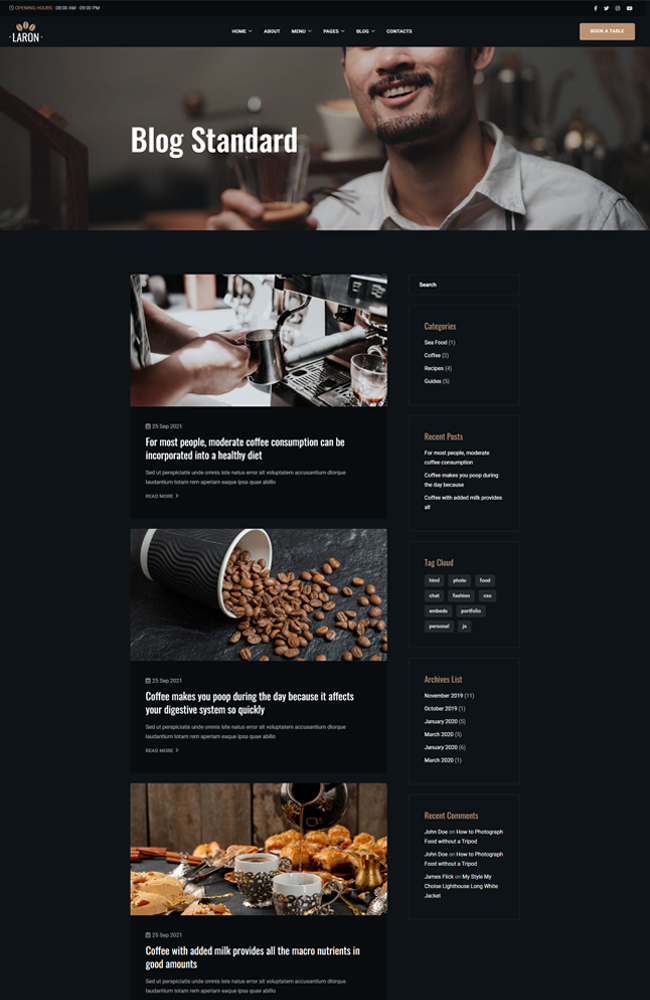 OPENING HOURS: 08:00 AM - 09:00 PM
LARON
HOME
ABOUT
MENU
PAGES
BLOG
CONTACTS
BOOK A TABLE
Blog Standard
25 Sep 2021
For most people, moderate coffee consumption can be
incorporated into a healthy diet
Sed ut perspiciatis unde omnis iste natus error sit voluptatem accusantium dlorque
laudantium totam rem aperiam eaque ipsa quae abillo
READ MORE
25 Sep 2021
Coffee makes you poop during the day because it affects
your digestive system so quickly
Sed ut perspiciatis unde omnis iste natus error sit voluptatem accusantium dlorque
laudantium totam rem aperiam eaque ipsa quae abillo
READ MORE
25 Sep 2021
Coffee with added milk provides all the macro nutrients in
good amounts
Sed ut perspiciatis unde omnis iste natus error sit voluptatem accusantium dlorque
laudantium totam rem aperiam eaque ipsa quae abillo
Search
Categories
Sea Food (1)
Coffee (2)
Recipes (4)
Guides (5)
Recent Posts
For most people, moderate
coffee consumption
Coffee makes you poop during
the day because
Coffee with added milk provides
all
Tag Cloud
html photo food
chat fashion css
embeds portfolio
personal js
Archives List
November 2019 (11)
October 2019 (1)
January 2020 (5)
March 2020 (5)
January 2020 (6)
March 2020 (1)
Recent Comments
John Doe on How to Photograph
Food without a Tripod
John Doe on How to Photograph
Food without a Tripod
James Flick on My Style My
Choise Lighthouse Long White
Jacket